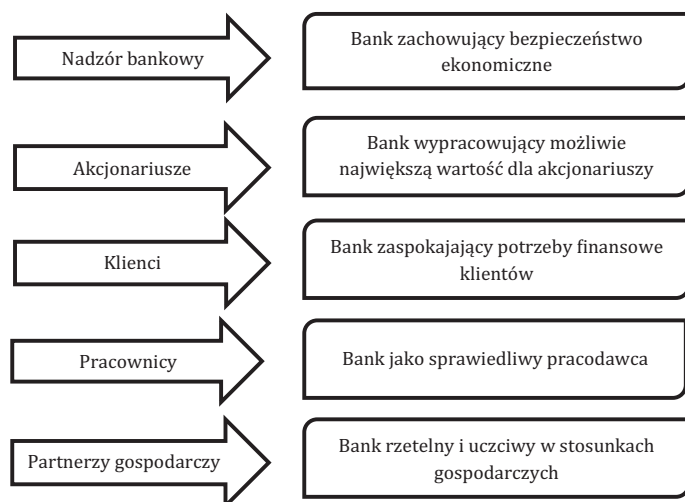 Nadzór bankowy
Bank zachowujący bezpieczeństwo
ekonomiczne
Akcjonariusze
Bank wypracowujący możliwie
największą wartość dla akcjonariuszy
Klienci
Bank zaspokajający potrzeby finansowe
klientów
Pracownicy
Bank jako sprawiedliwy pracodawca
Partnerzy gospodarczy
Bank rzetelny i uczciwy w stosunkach
gospodarczych